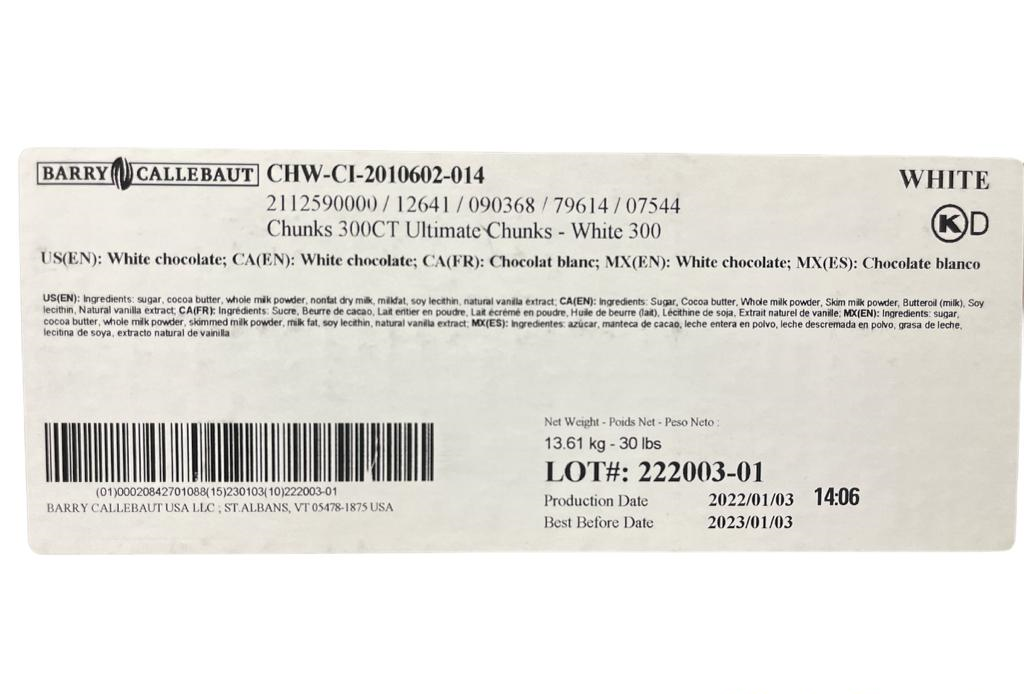 BARRY CALLEBAUT CHW-CI-2010602-014 WHITE
2112590000 / 12641 / 090368 / 79614 / 07544
Chunks 300CT Ultimate Chunks - White 300
K D
US(EN): White chocolate; CA(EN): White chocolate; CA(FR): Chocolat blanc; MX(EN): White chocolate; MX(ES): Chocolate blanco
US(EN): Ingredients: sugar, cocoa butter, whole milk powder, nonfat dry milk, milkfat, soy lecithin, natural vanilla extract; CA(EN): Ingredients: Sugar, Cocoa butter, Whole milk powder, Skim milk powder, Butteroil (milk), Soy
lecithin, Natural vanilla extract; CA(FR): Ingrédients: Sucre, Beurre de cacao, Lait entier en poudre, Lait écrémé en poudre, Huile de beurre (lait), Lécithine de soja, Extrait naturel de vanille; MX(EN): Ingredients: sugar,
cocoa butter, whole milk powder, skimmed milk powder, milk fat, soy lecithin, natural vanilla extract; MX(ES): Ingredientes: azúcar, manteca de cacao, leche entera en polvo, leche descremada en polvo, grasa de leche,
lecitina de soya, extracto natural de vainilla
(01)00020842701088(15)230103(10)222003-01
BARRY CALLEBAUT USA LLC ; ST.ALBANS, VT 05478-1875 USA
Net Weight - Poids Net - Peso Neto :
13.61 kg - 30 lbs
LOT#: 222003-01
Production Date 2022/01/03 14:06
Best Before Date 2023/01/03